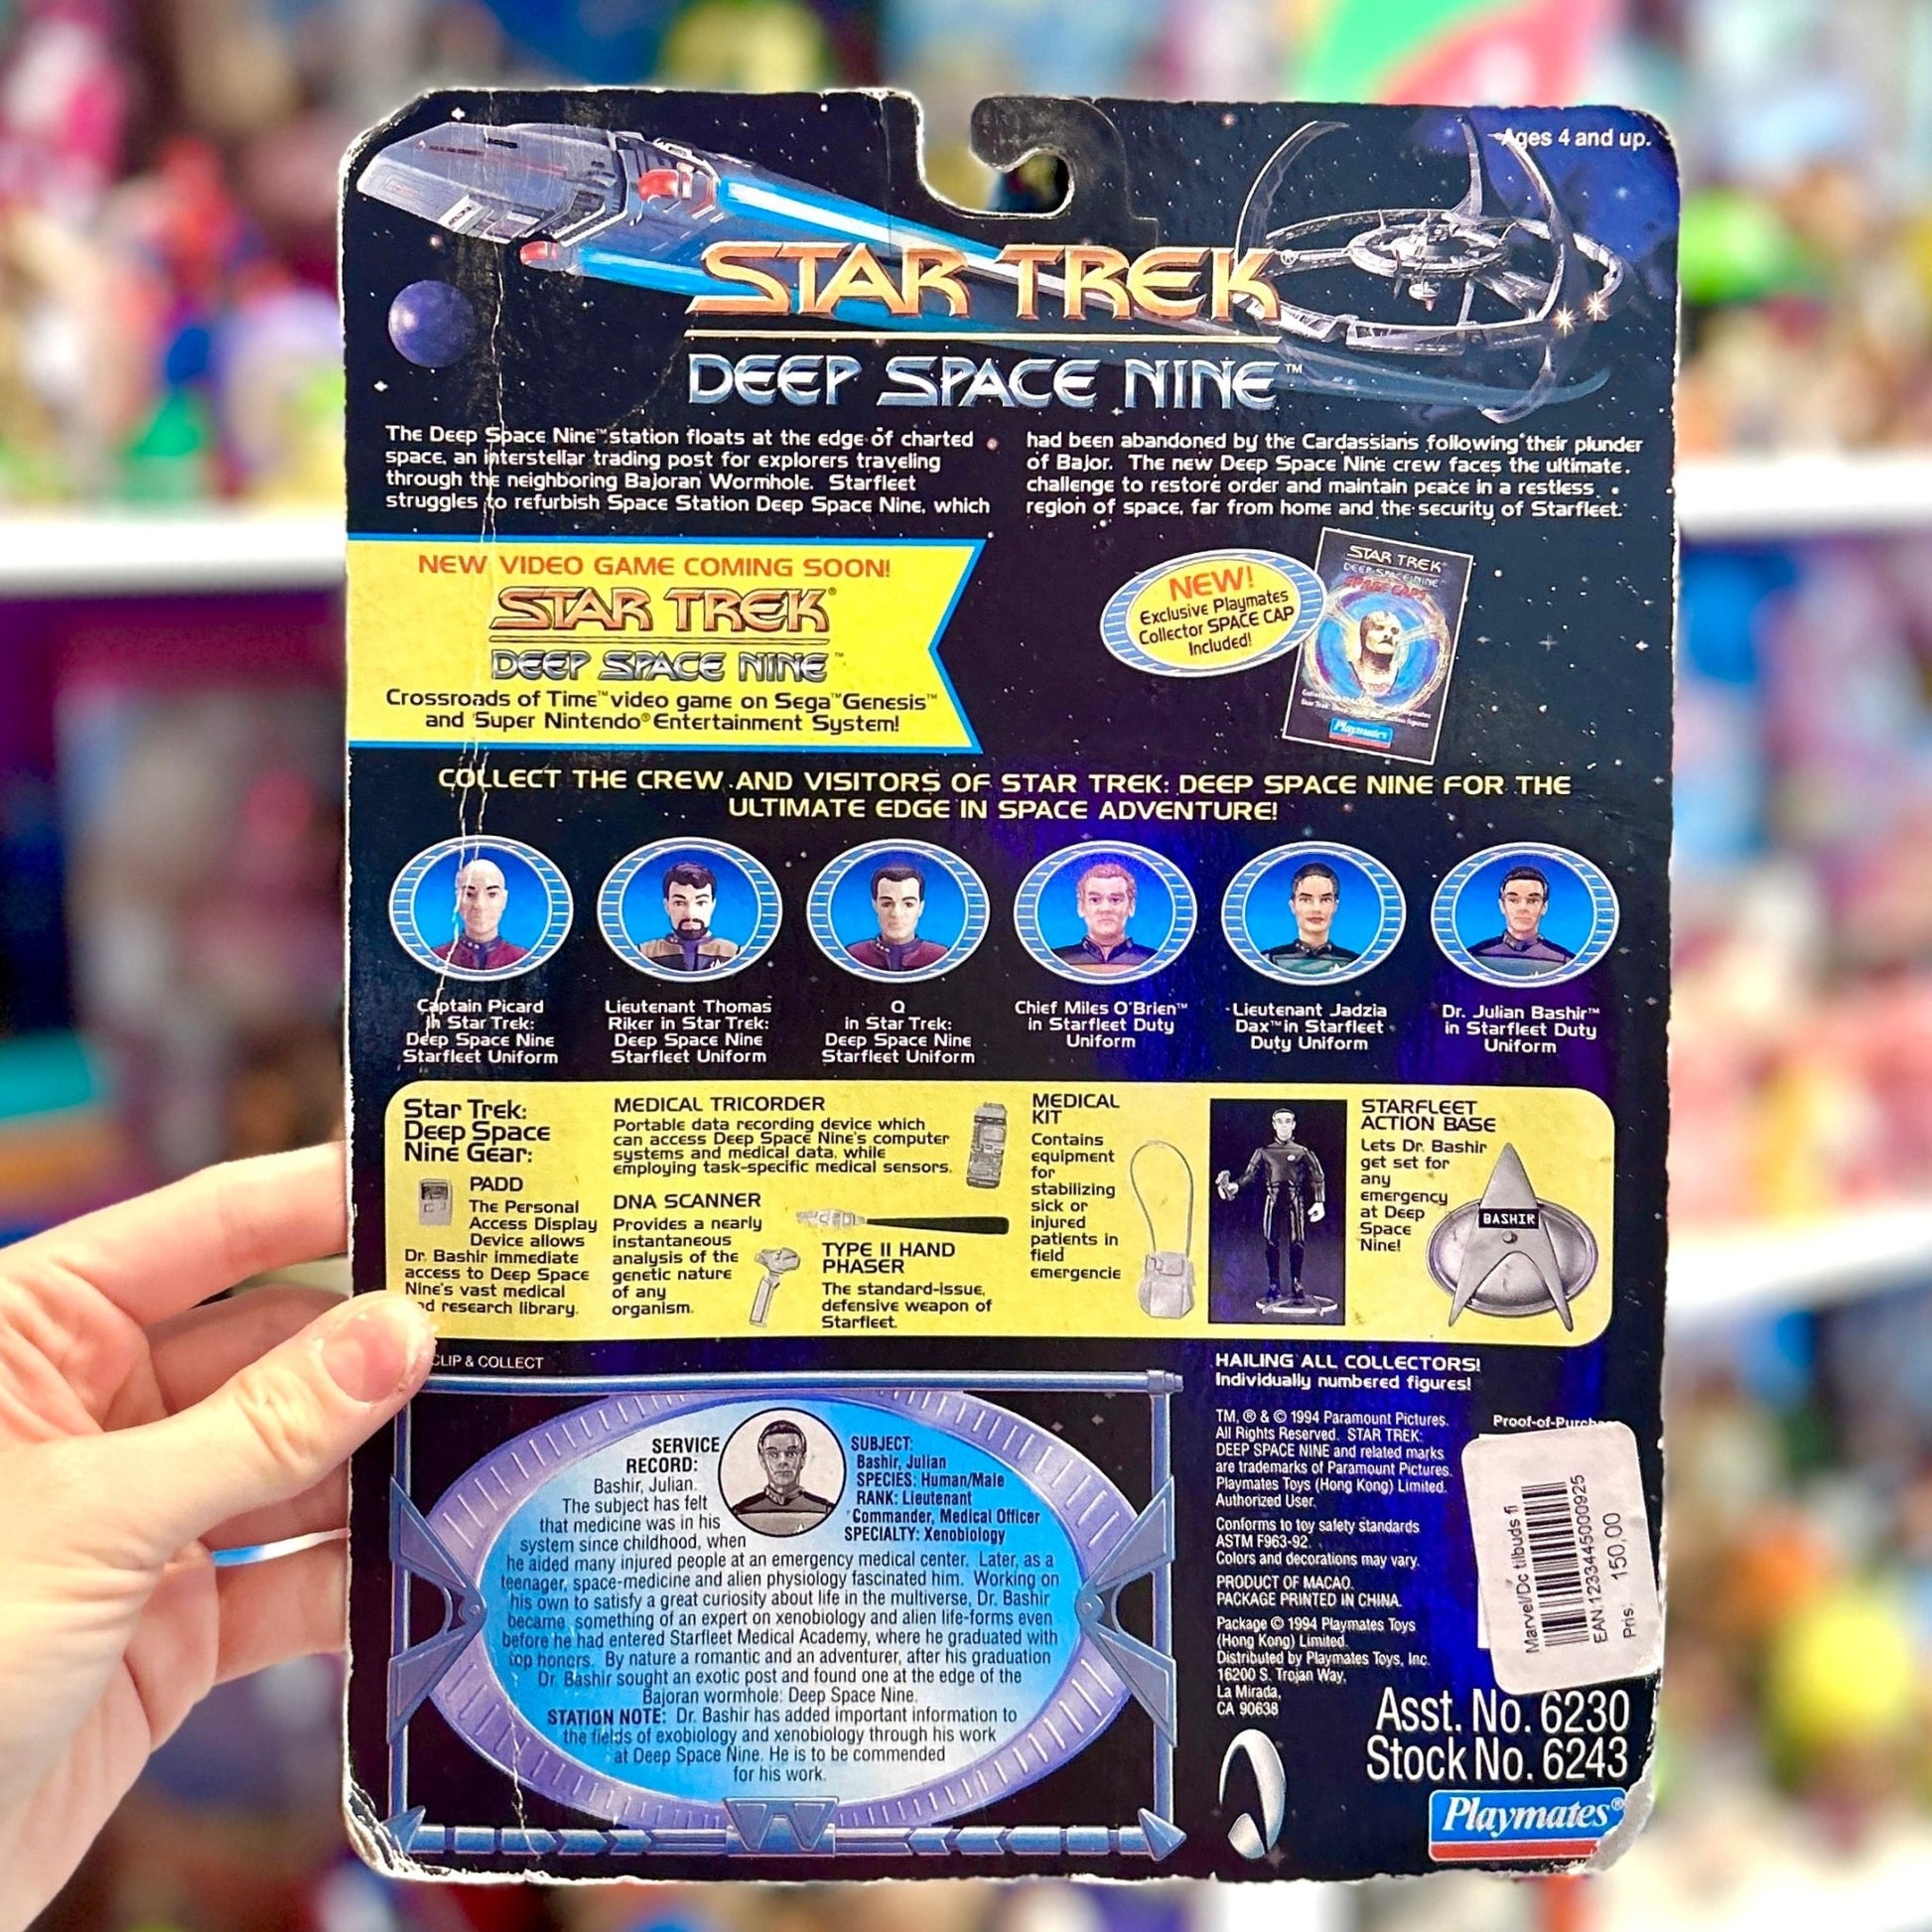 Ages 4 and up.
STAR TREK®
DEEP SPACE NINE™
The Deep Space Nine™ station floats at the edge of charted
space, an interstellar trading post for explorers traveling
through the neighboring Bajoran Wormhole. Starfleet
struggles to refurbish Space Station Deep Space Nine, which
had been abandoned by the Cardassians following their plunder
of Bajor. The new Deep Space Nine crew faces the ultimate
challenge to restore order and maintain peace in a restless
region of space, far from home and the security of Starfleet.
NEW VIDEO GAME COMING SOON!
STAR TREK®
DEEP SPACE NINE™
Crossroads of Time™ video game on Sega™ Genesis™
and Super Nintendo® Entertainment System!
NEW!
Exclusive Playmates
Collector SPACE CAP
Included!
STAR TREK
DEEP SPACE NINE
SPACE CAPS
Playmates
COLLECT THE CREW AND VISITORS OF STAR TREK: DEEP SPACE NINE FOR THE
ULTIMATE EDGE IN SPACE ADVENTURE!
Captain Picard
in Star Trek:
Deep Space Nine
Starfleet Uniform
Lieutenant Thomas
Riker in Star Trek:
Deep Space Nine
Starfleet Uniform
Q
in Star Trek:
Deep Space Nine
Starfleet Uniform
Chief Miles O'Brien™
in Starfleet Duty
Uniform
Lieutenant Jadzia
Dax™ in Starfleet
Duty Uniform
Dr. Julian Bashir™
in Starfleet Duty
Uniform
Star Trek:
Deep Space
Nine Gear:
PADD
The Personal
Access Display
Device allows
Dr. Bashir immediate
access to Deep Space
Nine's vast medical
nd research library.
MEDICAL TRICORDER
Portable data recording device which
can access Deep Space Nine's computer
systems and medical data, while
employing task-specific medical sensors.
DNA SCANNER
Provides a nearly
instantaneous
analysis of the
genetic nature
of any
organism.
TYPE II HAND
PHASER
The standard-issue,
defensive weapon of
Starfleet.
MEDICAL
KIT
Contains
equipment
for
stabilizing
sick or
injured
patients in
field
emergencie
STARFLEET
ACTION BASE
Lets Dr. Bashir
get set for
any
emergency
at Deep
Space
Nine!
BASHIR
CLIP & COLLECT
SERVICE
RECORD:
Bashir, Julian.
The subject has felt
that medicine was in his
system since childhood, when
SUBJECT:
Bashir, Julian
SPECIES: Human/Male
RANK: Lieutenant
Commander, Medical Officer
SPECIALTY: Xenobiology
he aided many injured people at an emergency medical center. Later, as a
teenager, space-medicine and alien physiology fascinated him. Working on
his own to satisfy a great curiosity about life in the multiverse, Dr. Bashir
became something of an expert on xenobiology and alien life-forms even
before he had entered Starfleet Medical Academy, where he graduated with
top honors. By nature a romantic and an adventurer, after his graduation
Dr. Bashir sought an exotic post and found one at the edge of the
Bajoran wormhole: Deep Space Nine.
STATION NOTE: Dr. Bashir has added important information to
the fields of exobiology and xenobiology through his work
at Deep Space Nine. He is to be commended
for his work.
HAILING ALL COLLECTORS!
Individually numbered figures!
TM, ® & © 1994 Paramount Pictures.
All Rights Reserved. STAR TREK:
DEEP SPACE NINE and related marks
are trademarks of Paramount Pictures.
Playmates Toys (Hong Kong) Limited.
Authorized User.
Conforms to toy safety standards
ASTM F963-92.
Colors and decorations may vary.
PRODUCT OF MACAO.
PACKAGE PRINTED IN CHINA.
Package © 1994 Playmates Toys
(Hong Kong) Limited.
Distributed by Playmates Toys, Inc.
16200 S. Trojan Way,
La Mirada,
CA 90638
Proof-of-Purch
Marvel/Dc tilbuds fi
EAN:1233445000925
Pris: 150,00
Asst. No. 6230
Stock No. 6243
Playmates®